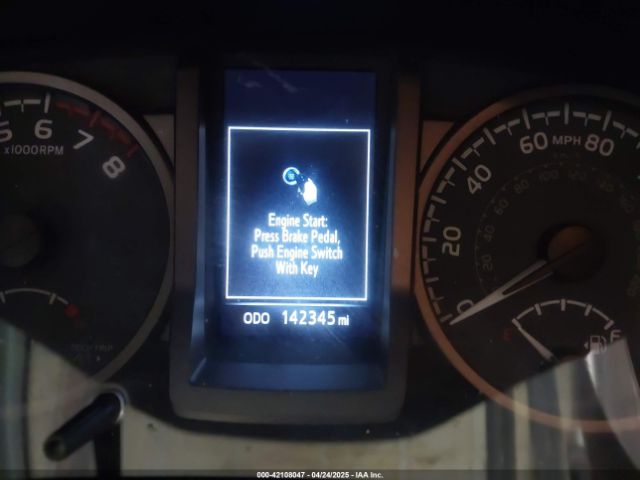 5 6 7 8
x1000RPM
Engine Start:
Press Brake Pedal,
Push Engine Switch
With Key
ODO 142345 mi
0 20 40 60 MPH 80
F
000-42108047 - 04/24/2025 - IAA Inc.